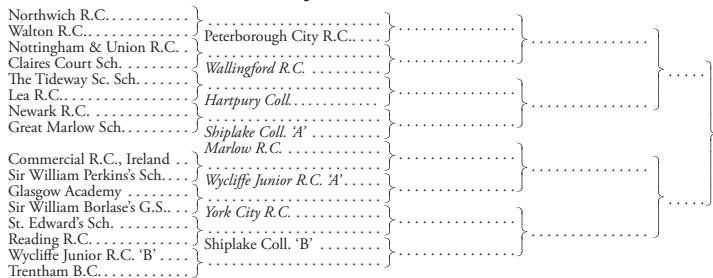 Northwich R.C.
Walton R.C.
Nottingham & Union R.C.
Claires Court Sch.
The Tideway Sc. Sch.
Lea R.C.
Newark R.C.
Great Marlow Sch.
Commercial R.C., Ireland
Sir William Perkins's Sch.
Glasgow Academy
Sir William Borlase's G.S.
St. Edward's Sch.
Reading R.C.
Wycliffe Junior R.C. 'B'
Trentham B.C.
Peterborough City R.C.
Wallingford R.C.
Hartpury Coll.
Shiplake Coll. 'A'
Marlow R.C.
Wycliffe Junior R.C. 'A'
York City R.C.
Shiplake Coll. 'B'